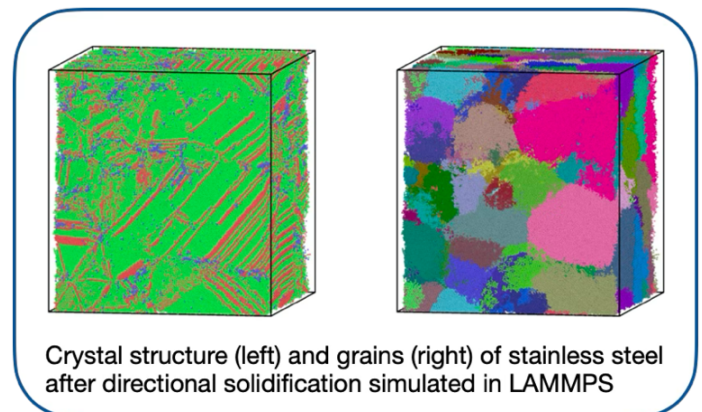 Crystal structure (left) and grains (right) of stainless steel
after directional solidification simulated in LAMMPS